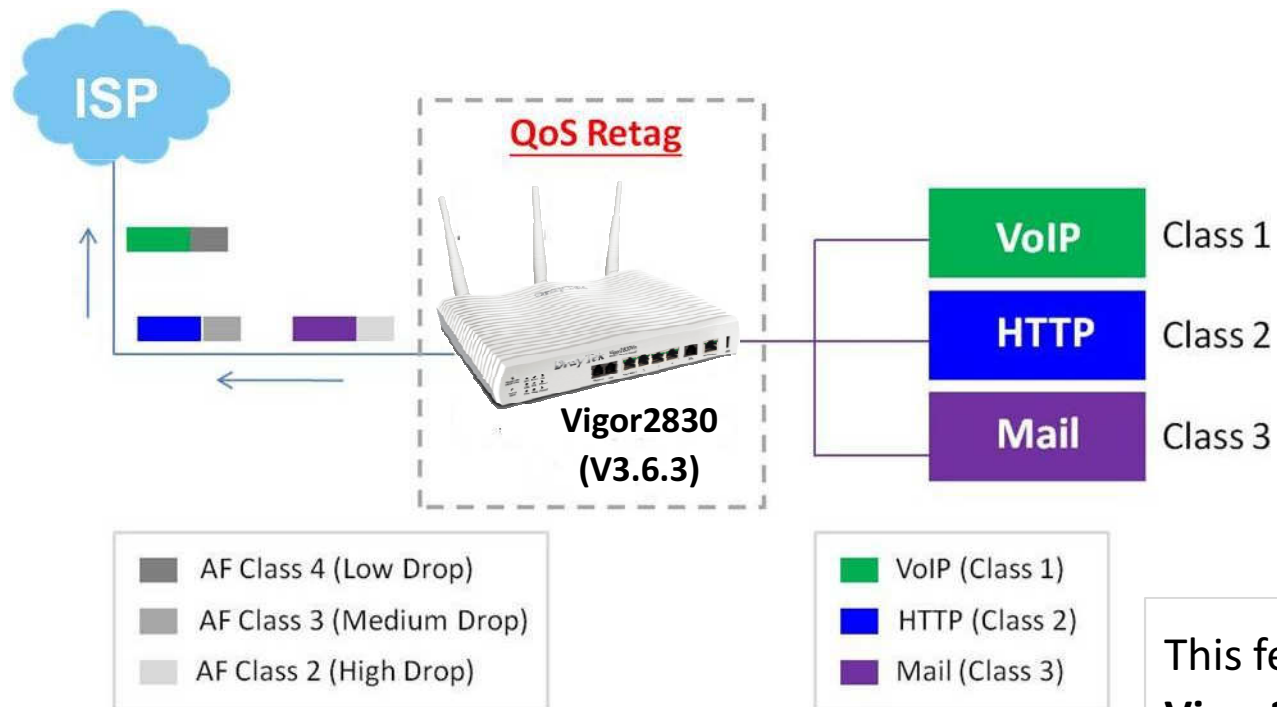 ISP
QoS Retag
Vigor2830
(V3.6.3)
VoIP Class 1
HTTP Class 2
Mail Class 3
AF Class 4 (Low Drop)
AF Class 3 (Medium Drop)
AF Class 2 (High Drop)
VoIP (Class 1)
HTTP (Class 2)
Mail (Class 3)
This fe